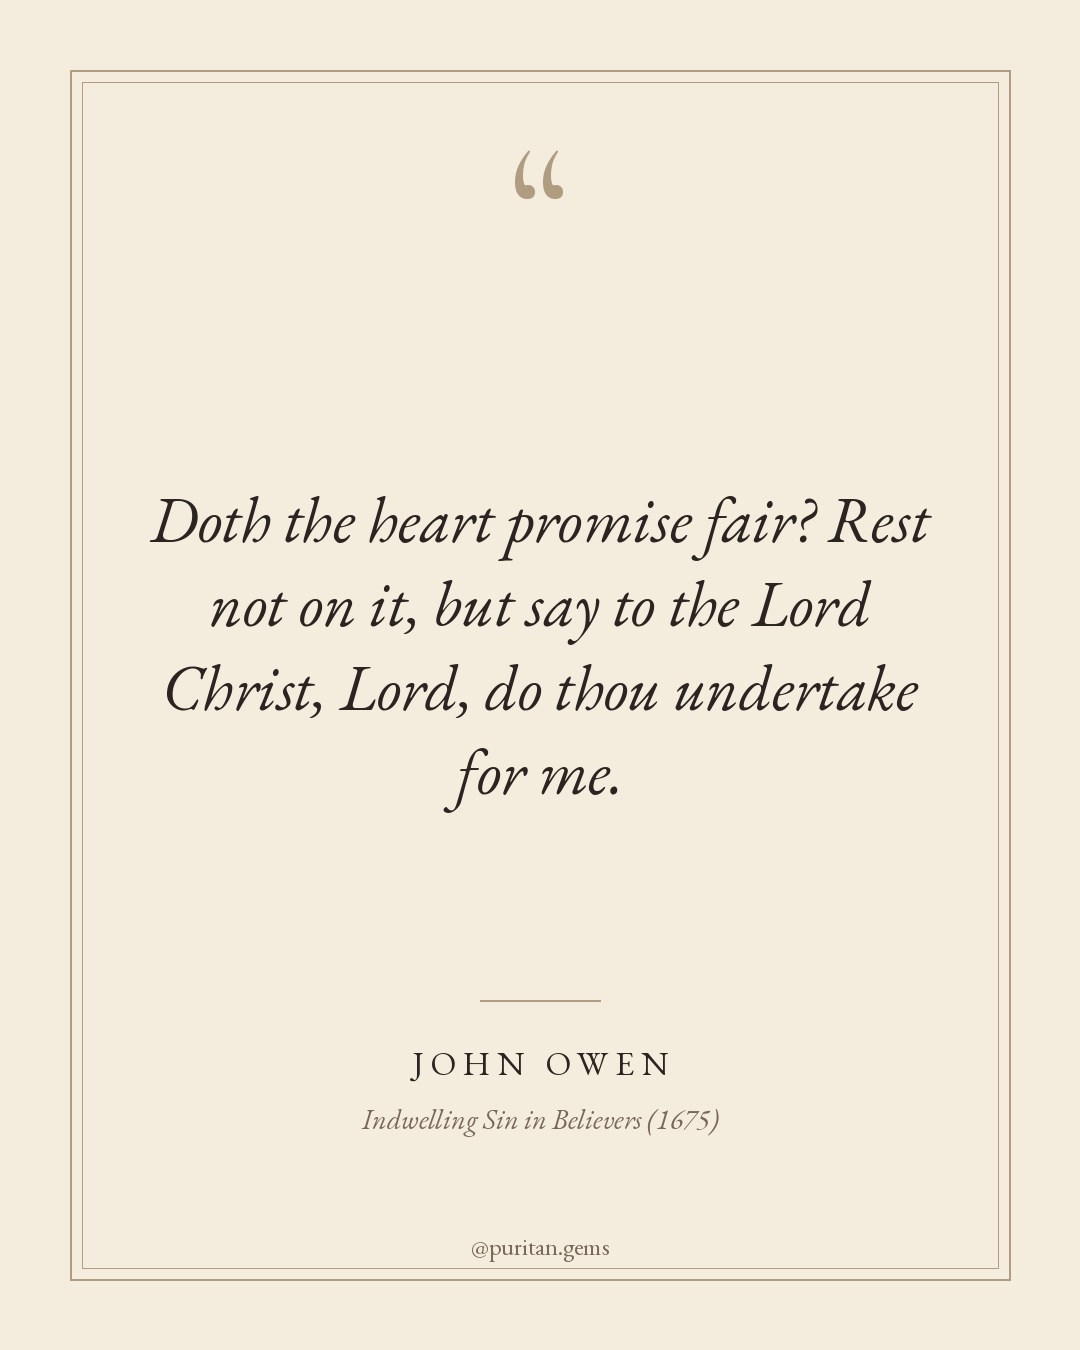 “
Doth the heart promise fair? Rest
not on it, but say to the Lord
Christ, Lord, do thou undertake
for me.
JOHN OWEN
Indwelling Sin in Believers (1675)
@puritan.gems